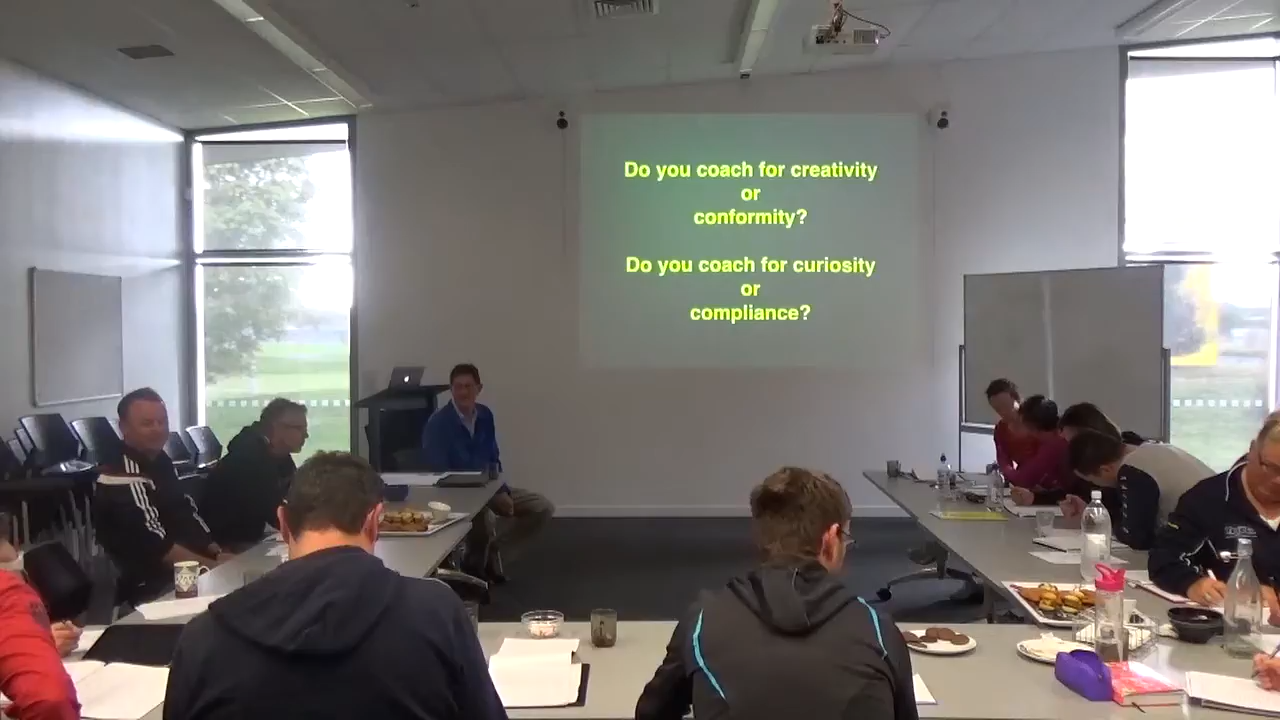 Do you coach for creativity
or
conformity?
Do you coach for curiosity
or
compliance?